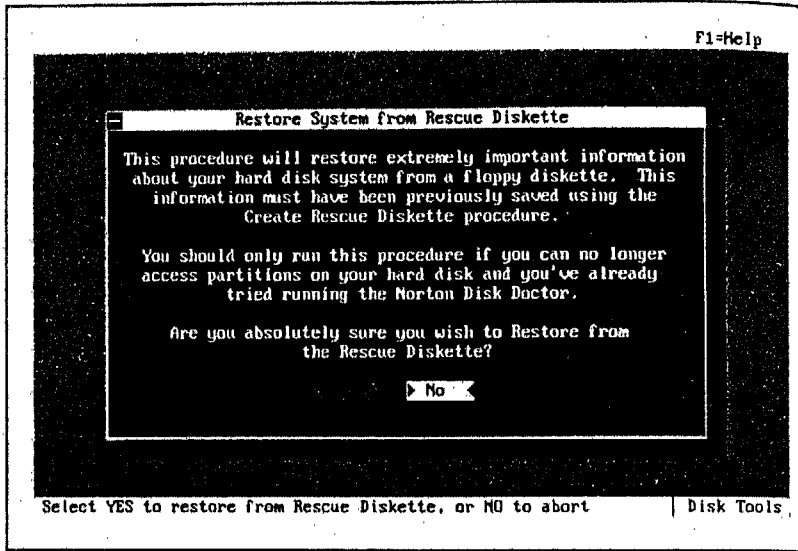 F1=Help
Restore System from Rescue Diskette
This procedure will restore extremely important information
about your hard disk system from a floppy diskette. This
information must have been previously saved using the
Create Rescue Diskette procedure.
You should only run this procedure if you can no longer
access partitions on your hard disk and you've already
tried running the Norton Disk Doctor.
Are you absolutely sure you wish to Restore from
the Rescue Diskette?
No
Select YES to restore from Rescue Diskette, or NO to abort
Disk Tools